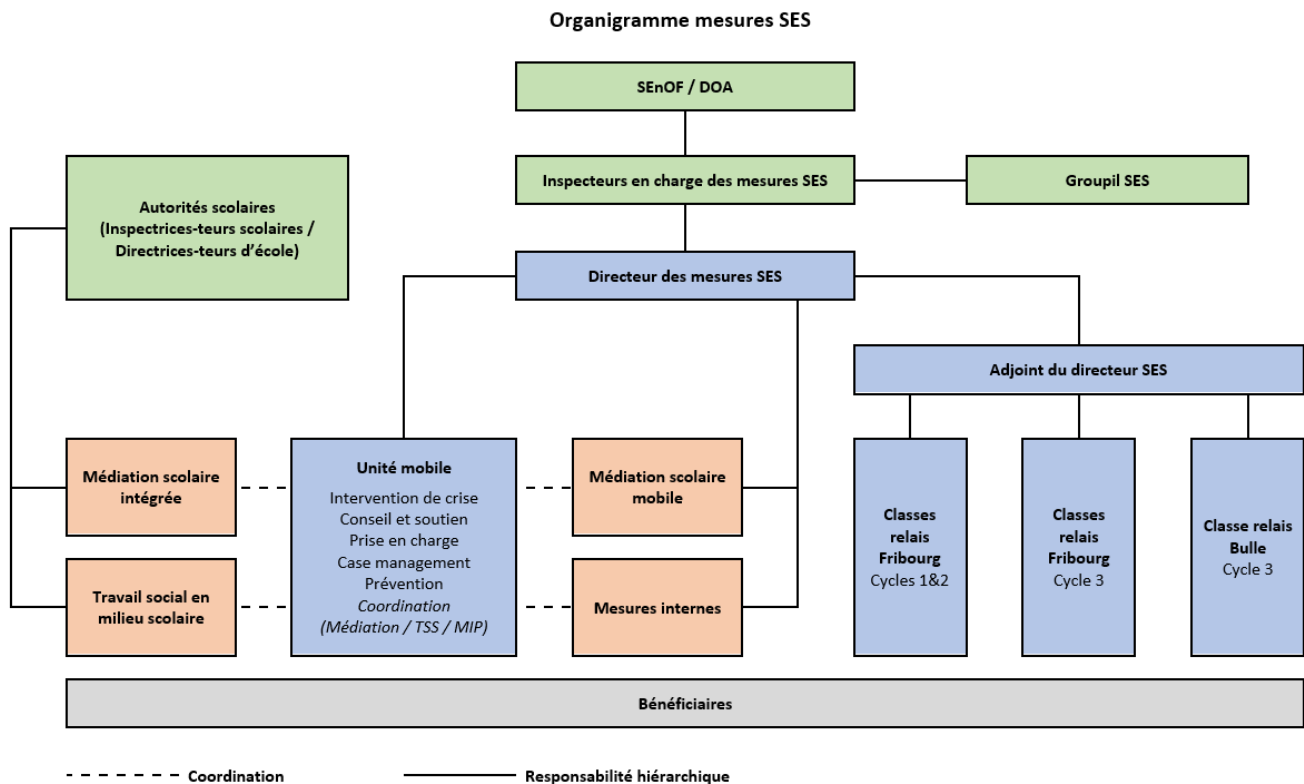 Organigramme mesures SES
SEnOF / DOA
Inspecteurs en charge des mesures SES
Groupil SES
Autorités scolaires
(Inspectrices-teurs scolaires /
Directrices-teurs d'école)
Directeur des mesures SES
Adjoint du directeur SES
Médiation scolaire
intégrée
Travail social en
milieu scolaire
Unité mobile
Intervention de crise
Conseil et soutien
Prise en charge
Case management
Prévention
Coordination
(Médiation / TSS / MIP)
Médiation scolaire
mobile
Mesures internes
Classes
relais
Fribourg
Cycles 1&2
Classes
relais
Fribourg
Cycle 3
Classe relais
Bulle
Cycle 3
Bénéficiaires
Coordination
Responsabilité hiérarchique